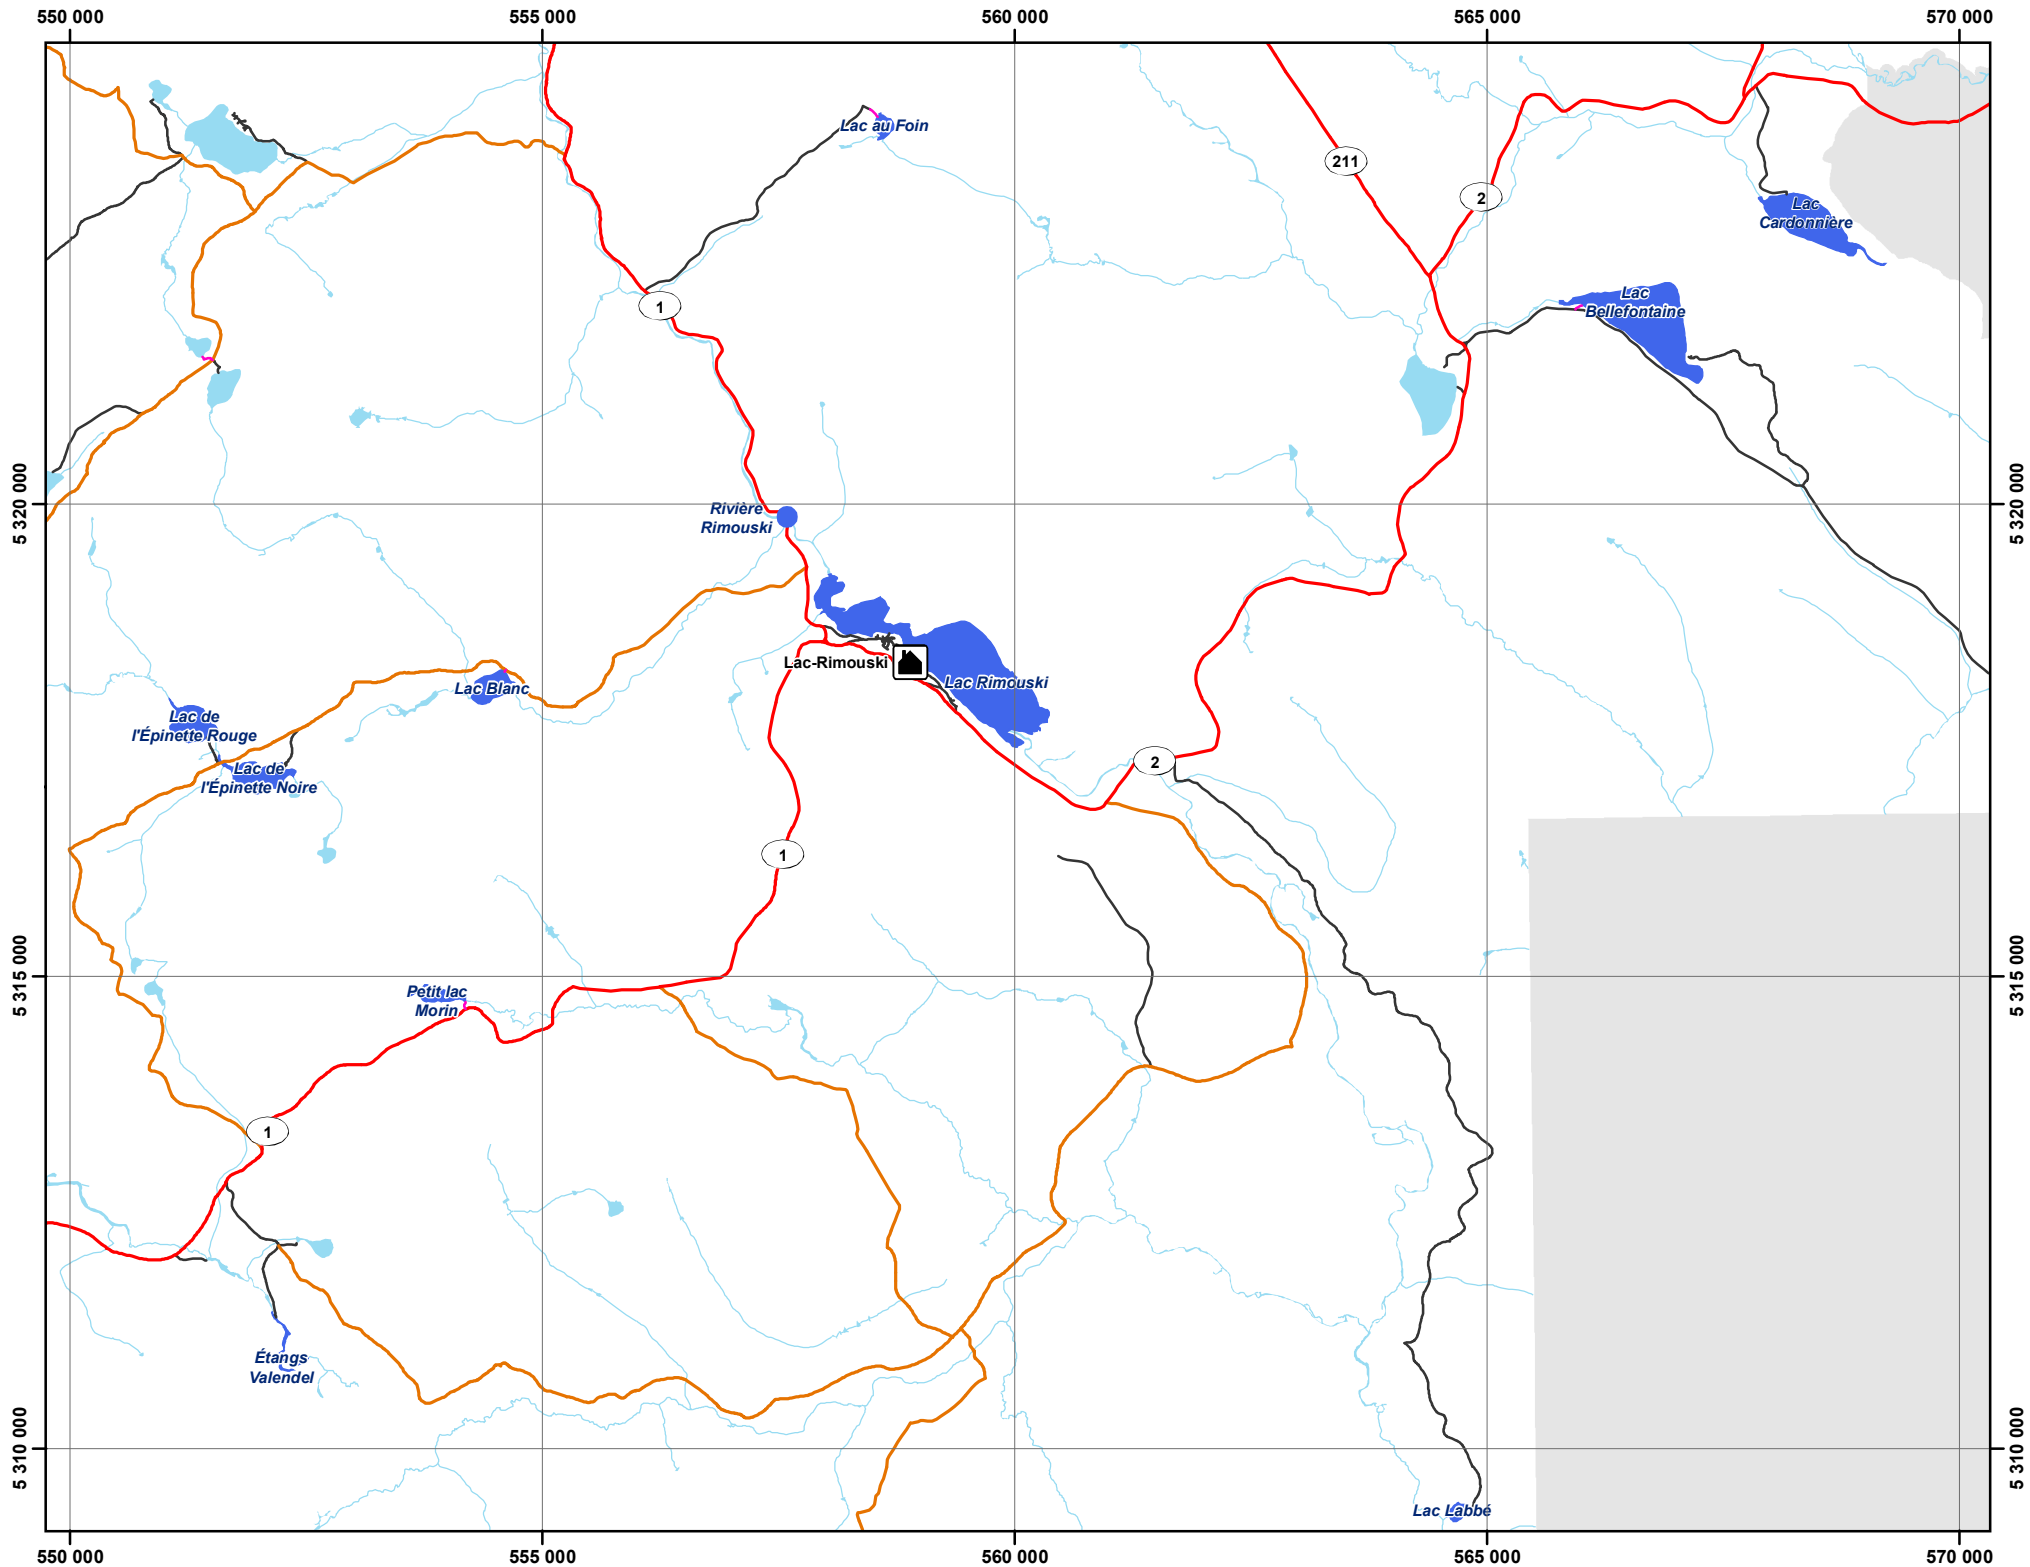 550 000
555 000
560 000
565 000
570 000
Lac au Foin
211
2
Lac
Cardonnière
1
Lac
Bellefontaine
5 320 000
5 320 000
Rivière
Rimouski
Lac-Rimouski
Lac Rimouski
Lac Blanc
Lac de
l'Épinette Rouge
Lac de
l'Épinette Noire
2
1
5 315 000
5 315 000
Petit lac
Morin
1
Étangs
Valendel
5 310 000
5 310 000
Lac Labbé
550 000
555 000
560 000
565 000
570 000